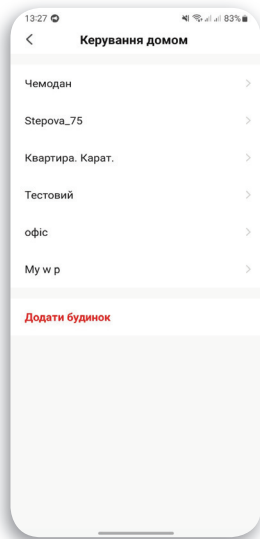 13:27 83%
Керування домом
Чемодан
Stepova_75
Квартира. Карат.
Тестовий
офіс
My w p
Додати будинок